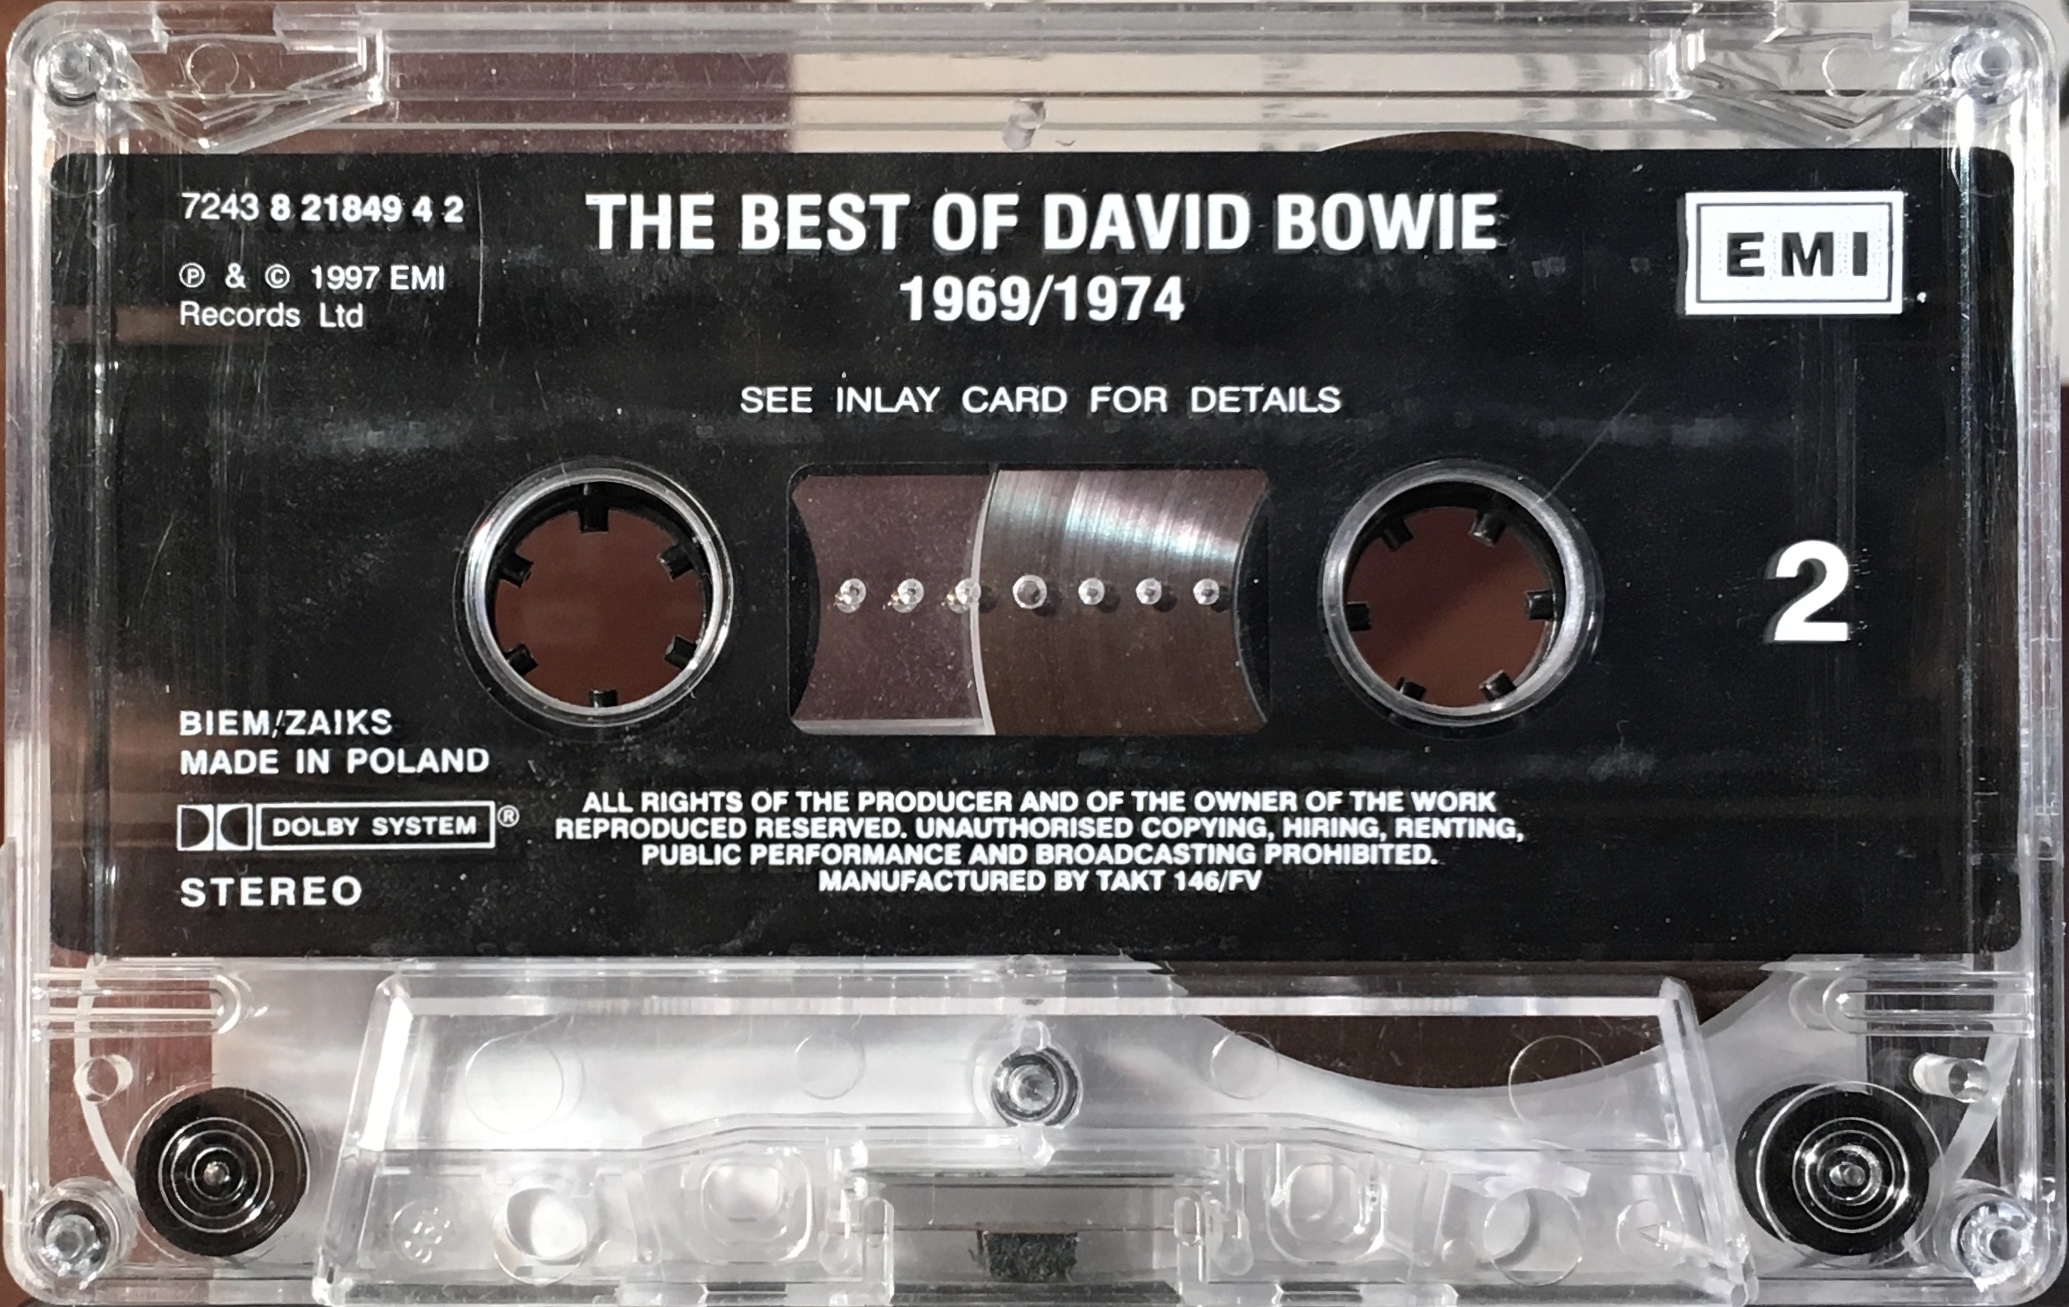 7243 8 21849 4 2
Ⓟ & © 1997 EMI
Records Ltd
THE BEST OF DAVID BOWIE
1969/1974
EMI
SEE INLAY CARD FOR DETAILS
2
BIEM/ZAIKS
MADE IN POLAND
DOLBY SYSTEM®
STEREO
ALL RIGHTS OF THE PRODUCER AND OF THE OWNER OF THE WORK
REPRODUCED RESERVED. UNAUTHORISED COPYING, HIRING, RENTING,
PUBLIC PERFORMANCE AND BROADCASTING PROHIBITED.
MANUFACTURED BY TAKT 146/FV